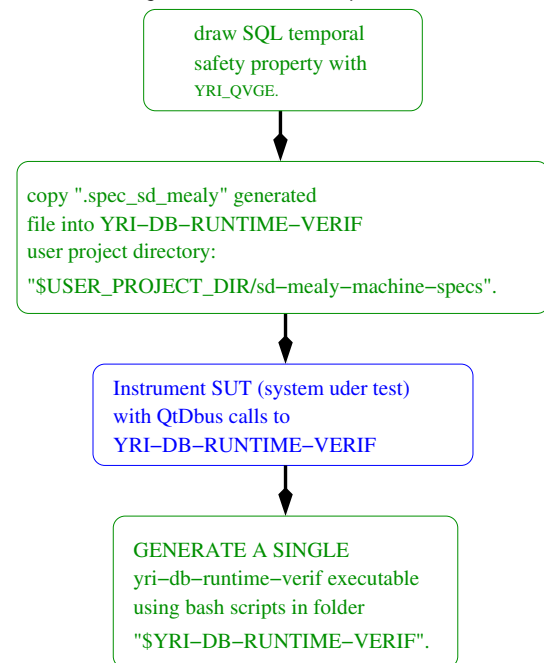 draw SQL temporal
safety property with
YRI_QVGE.
copy ".spec_sd_mealy" generated
file into YRI−DB−RUNTIME−VERIF
user project directory:
"$USER_PROJECT_DIR/sd−mealy−machine−specs".
Instrument SUT (system uder test)
with QtDbus calls to
YRI−DB−RUNTIME−VERIF
GENERATE A SINGLE
yri−db−runtime−verif executable
using bash scripts in folder
"$YRI−DB−RUNTIME−VERIF".